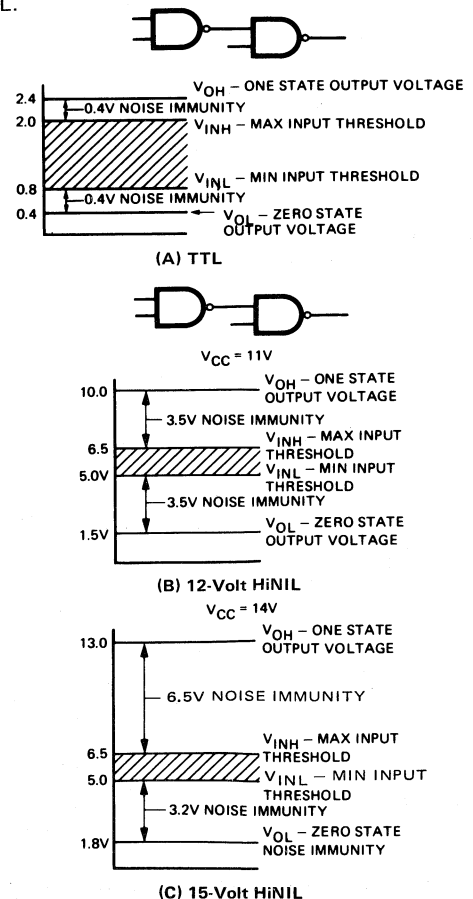 L.
V_OH – ONE STATE OUTPUT VOLTAGE
2.4
0.4V NOISE IMMUNITY
2.0
V_INH – MAX INPUT THRESHOLD
V_INL – MIN INPUT THRESHOLD
0.8
0.4V NOISE IMMUNITY
0.4
V_OL – ZERO STATE
OUTPUT VOLTAGE
(A) TTL
V_CC = 11V
V_OH – ONE STATE
OUTPUT VOLTAGE
10.0
3.5V NOISE IMMUNITY
V_INH – MAX INPUT
THRESHOLD
6.5
V_INL – MIN INPUT
THRESHOLD
5.0V
3.5V NOISE IMMUNITY
V_OL – ZERO STATE
OUTPUT VOLTAGE
1.5V
(B) 12-Volt HiNIL
V_CC = 14V
V_OH – ONE STATE
OUTPUT VOLTAGE
13.0
6.5V NOISE IMMUNITY
V_INH – MAX INPUT
THRESHOLD
6.5
V_INL – MIN INPUT
THRESHOLD
5.0
3.2V NOISE IMMUNITY
V_OL – ZERO STATE
NOISE IMMUNITY
1.8V
(C) 15-Volt HiNIL